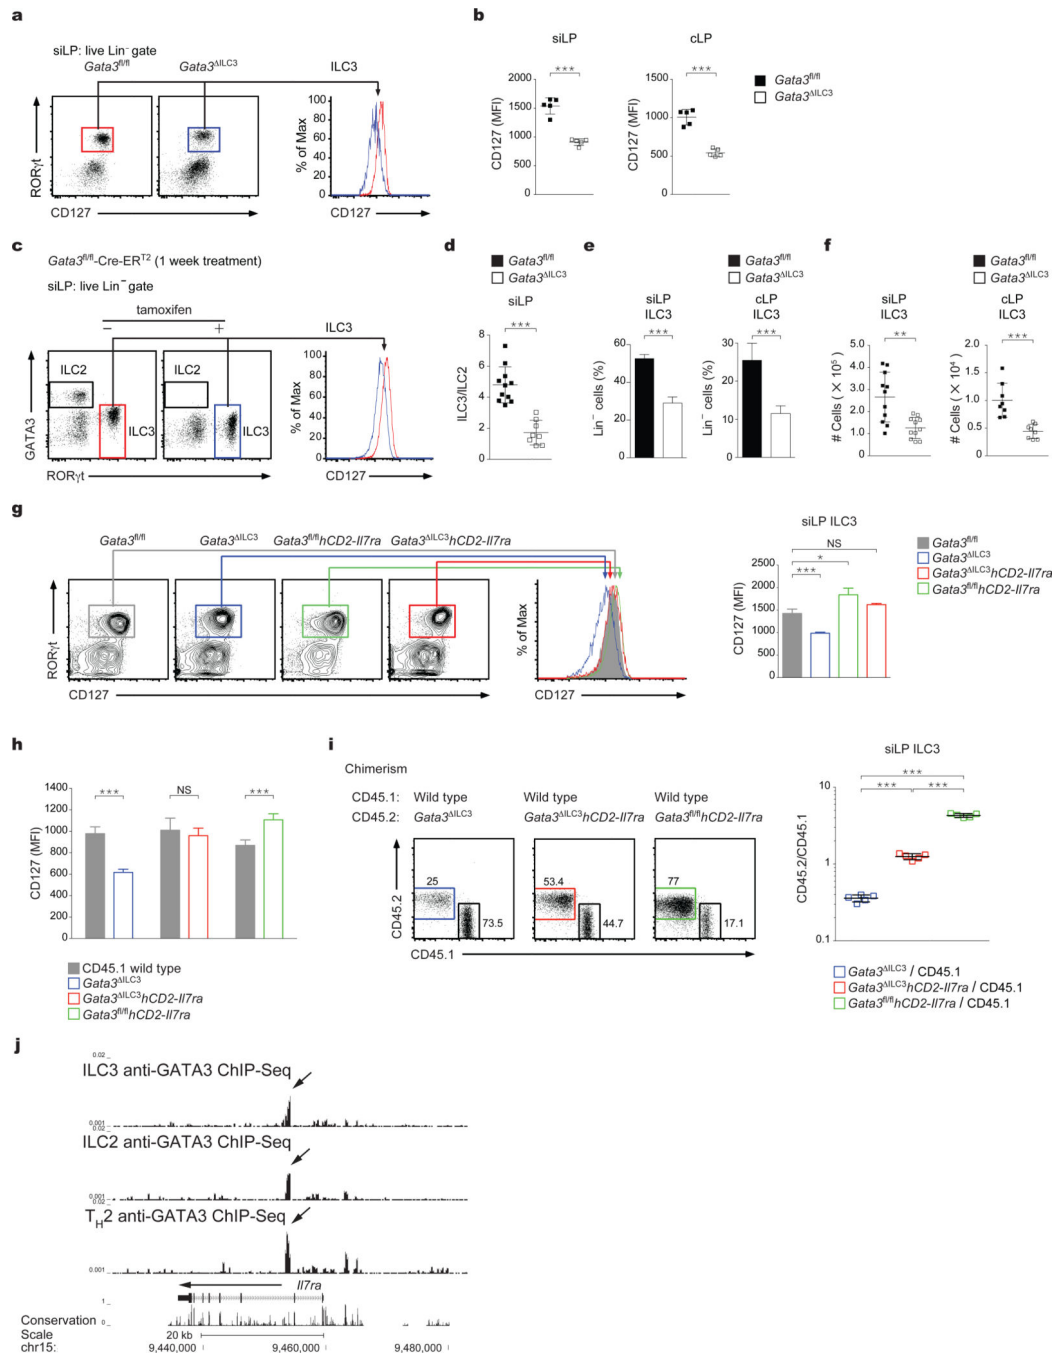 a
siLP: live Lin⁻ gate
Gata3fl/fl
Gata3ΔILC3
ILC3
RORγt
CD127
% of Max
100
80
60
40
20
0
CD127
b
siLP
cLP
***
***
CD127 (MFI)
2000
1500
1000
500
0
CD127 (MFI)
1500
1000
500
0
Gata3fl/fl
Gata3ΔILC3
c
Gata3fl/fl-Cre-ERT2 (1 week treatment)
siLP: live Lin⁻ gate
tamoxifen
− +
ILC3
ILC2
ILC2
ILC3
ILC3
GATA3
RORγt
% of Max
100
80
60
40
20
0
CD127
d
Gata3fl/fl
Gata3ΔILC3
siLP
***
ILC3/ILC2
8
6
4
2
0
e
Gata3fl/fl
Gata3ΔILC3
siLP
ILC3
cLP
ILC3
***
***
Lin⁻ cells (%)
60
40
20
0
Lin⁻ cells (%)
30
20
10
0
f
Gata3fl/fl
Gata3ΔILC3
siLP
ILC3
cLP
ILC3
**
***
# Cells (× 10⁵)
5.0
4.0
3.0
2.0
1.0
0
# Cells (× 10⁴)
2.0
1.5
1.0
0.5
0
g
Gata3fl/fl
Gata3ΔILC3
Gata3fl/flhCD2-Il7ra
Gata3ΔILC3hCD2-Il7ra
RORγt
CD127
% of Max
CD127
siLP ILC3
NS
*
***
CD127 (MFI)
2500
2000
1500
1000
500
0
Gata3fl/fl
Gata3ΔILC3
Gata3ΔILC3hCD2-Il7ra
Gata3fl/flhCD2-Il7ra
h
*** NS ***
CD127 (MFI)
1400
1200
1000
800
600
400
200
0
CD45.1 wild type
Gata3ΔILC3
Gata3ΔILC3hCD2-Il7ra
Gata3fl/flhCD2-Il7ra
i
Chimerism
CD45.1: Wild type Wild type Wild type
CD45.2: Gata3ΔILC3 Gata3ΔILC3hCD2-Il7ra Gata3fl/flhCD2-Il7ra
25
73.5
53.4
44.7
77
17.1
CD45.2
CD45.1
siLP ILC3
***
*** ***
CD45.2/CD45.1
10
1
0.1
Gata3ΔILC3 / CD45.1
Gata3ΔILC3hCD2-Il7ra / CD45.1
Gata3fl/flhCD2-Il7ra / CD45.1
j
0.02
ILC3 anti-GATA3 ChIP-Seq
0.001
ILC2 anti-GATA3 ChIP-Seq
0.001
0.02
TH2 anti-GATA3 ChIP-Seq
0.001
Il7ra
1
Conservation
0
Scale
20 kb
chr15:
9,440,000
9,460,000
9,480,000